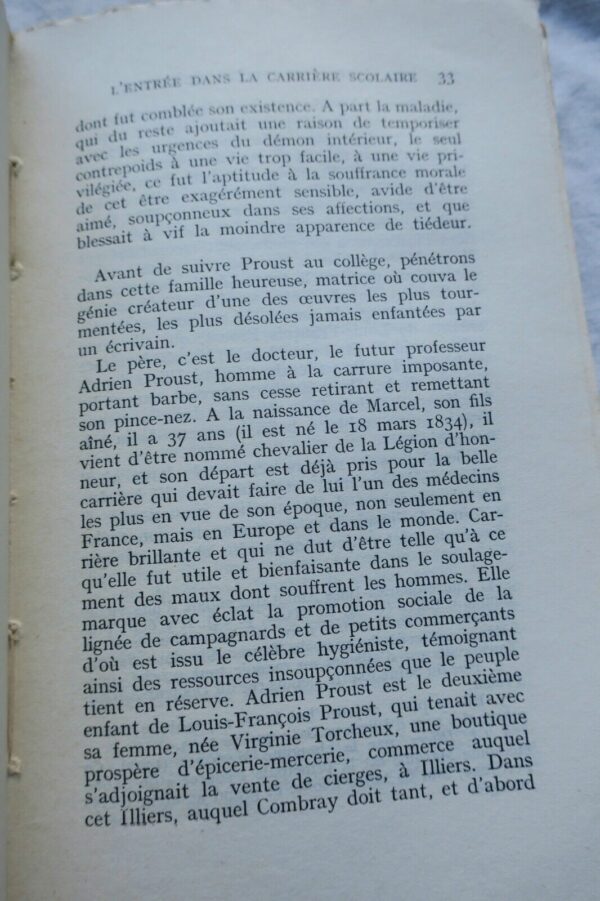 L'ENTRÉE DANS LA CARRIÈRE SCOLAIRE 33
dont fut comblée son existence. A part la maladie,
qui du reste ajoutait une raison de temporiser
avec les urgences du démon intérieur, le seul
contrepoids à une vie trop facile, à une vie pri-
vilégiée, ce fut l'aptitude à la souffrance morale
de cet être exagérément sensible, avide d'être
aimé, soupçonneux dans ses affections, et que
blessait à vif la moindre apparence de tiédeur.
Avant de suivre Proust au collège, pénétrons
dans cette famille heureuse, matrice où couva le
génie créateur d'une des œuvres les plus tour-
mentées, les plus désolées jamais enfantées par
un écrivain.
Le père, c'est le docteur, le futur professeur
Adrien Proust, homme à la carrure imposante,
portant barbe, sans cesse retirant et remettant
son pince-nez. A la naissance de Marcel, son fils
aîné, il a 37 ans (il est né le 18 mars 1834), il
vient d'être nommé chevalier de la Légion d'hon-
neur, et son départ est déjà pris pour la belle
carrière qui devait faire de lui l'un des médecins
les plus en vue de son époque, non seulement en
France, mais en Europe et dans le monde. Car-
rière brillante et qui ne dut d'être telle qu'à ce
qu'elle fut utile et bienfaisante dans le soulage-
ment des maux dont souffrent les hommes. Elle
marque avec éclat la promotion sociale de la
lignée de campagnards et de petits commerçants
d'où est issu le célèbre hygiéniste, témoignant
ainsi des ressources insoupçonnées que le peuple
tient en réserve. Adrien Proust est le deuxième
enfant de Louis-François Proust, qui tenait avec
sa femme, née Virginie Torcheux, une boutique
prospère d'épicerie-mercerie, commerce auquel
s'adjoignait la vente de cierges, à Illiers. Dans
cet Illiers, auquel Combray doit tant, et d'abord